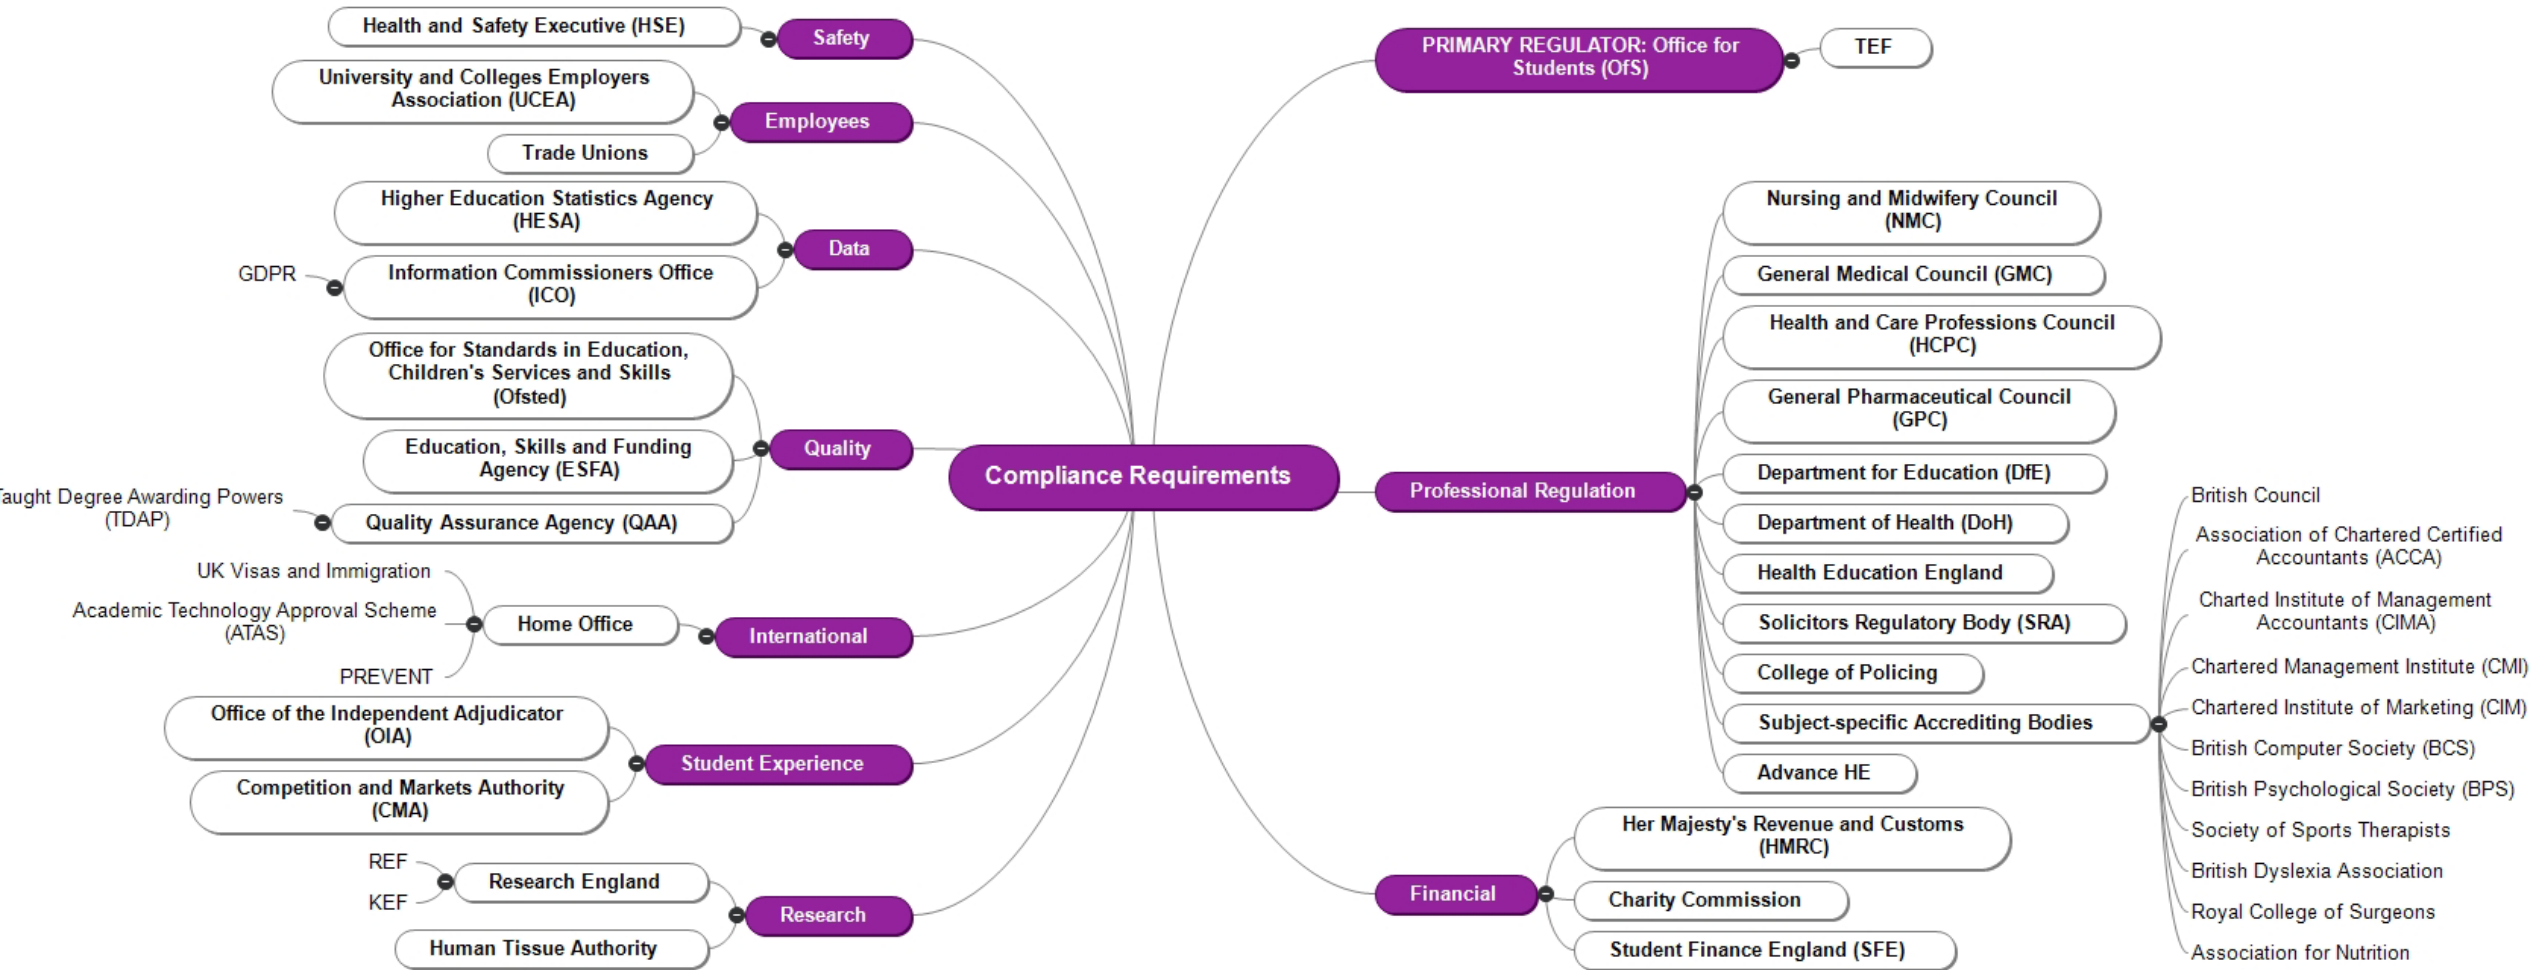 Compliance Requirements
PRIMARY REGULATOR: Office for
Students (OfS)
TEF
Professional Regulation
Nursing and Midwifery Council
(NMC)
General Medical Council (GMC)
Health and Care Professions Council
(HCPC)
General Pharmaceutical Council
(GPC)
Department for Education (DfE)
Department of Health (DoH)
Health Education England
Solicitors Regulatory Body (SRA)
College of Policing
Subject-specific Accrediting Bodies
British Council
Association of Chartered Certified
Accountants (ACCA)
Charted Institute of Management
Accountants (CIMA)
Chartered Management Institute (CMI)
Chartered Institute of Marketing (CIM)
British Computer Society (BCS)
British Psychological Society (BPS)
Society of Sports Therapists
British Dyslexia Association
Royal College of Surgeons
Association for Nutrition
Advance HE
Financial
Her Majesty's Revenue and Customs
(HMRC)
Charity Commission
Student Finance England (SFE)
Safety
Health and Safety Executive (HSE)
Employees
University and Colleges Employers
Association (UCEA)
Trade Unions
Data
Higher Education Statistics Agency
(HESA)
Information Commissioners Office
(ICO)
GDPR
Quality
Office for Standards in Education,
Children's Services and Skills
(Ofsted)
Education, Skills and Funding
Agency (ESFA)
Quality Assurance Agency (QAA)
Taught Degree Awarding Powers
(TDAP)
International
Home Office
UK Visas and Immigration
Academic Technology Approval Scheme
(ATAS)
PREVENT
Student Experience
Office of the Independent Adjudicator
(OIA)
Competition and Markets Authority
(CMA)
Research
Research England
REF
KEF
Human Tissue Authority